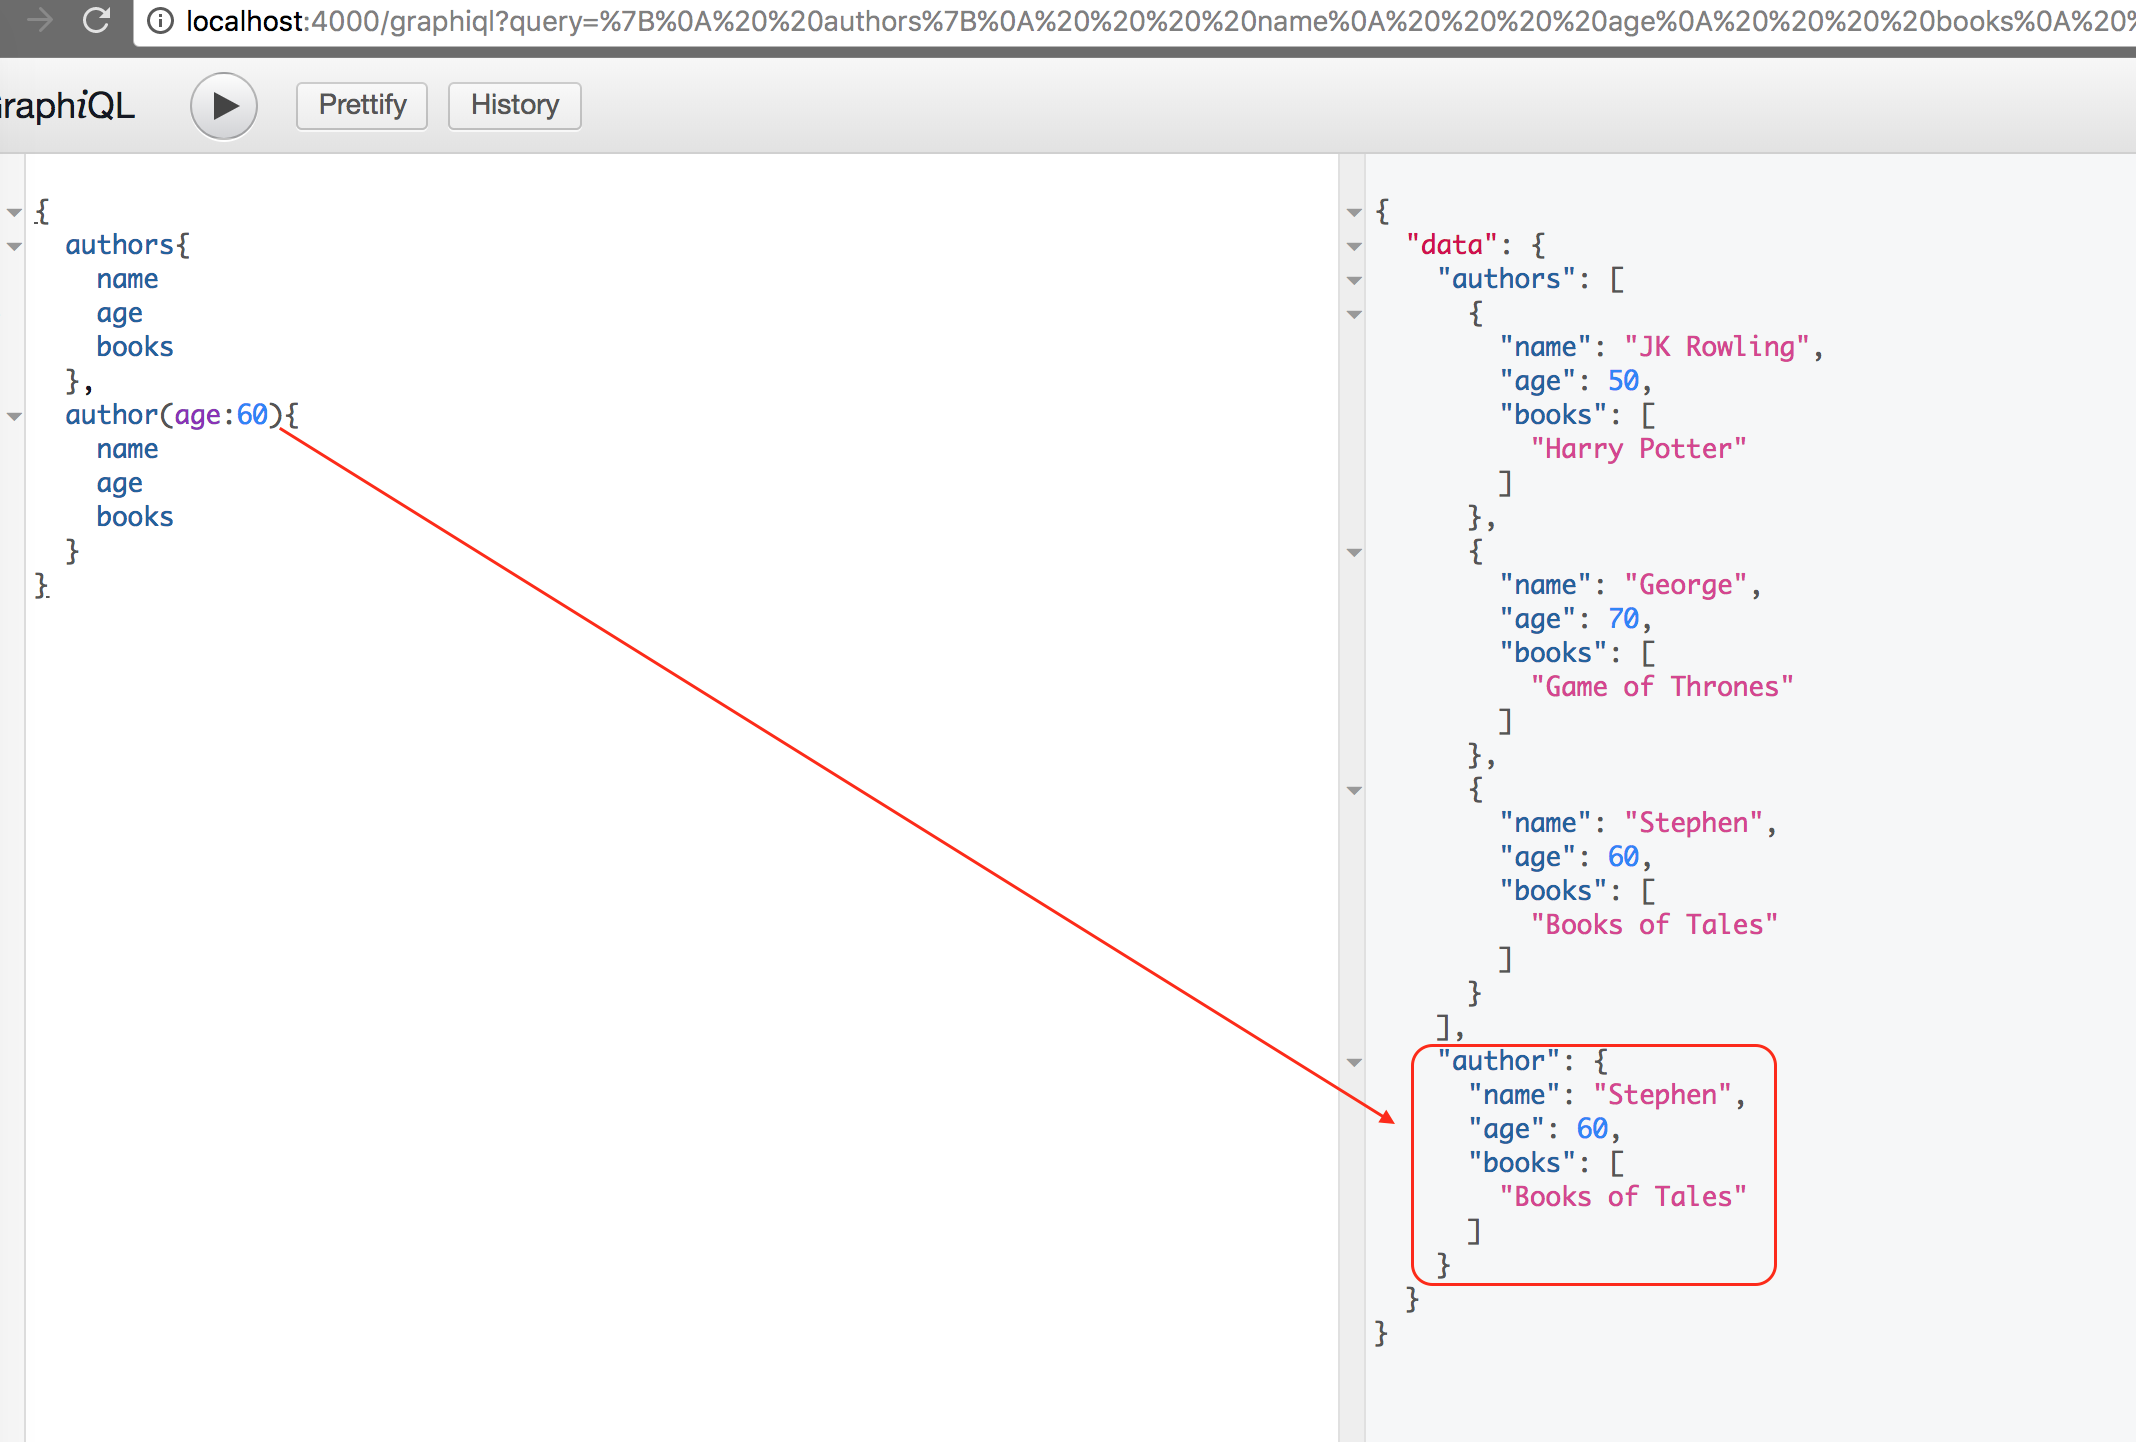 localhost:4000/graphiql?query=%7B%0A%20%20authors%7B%0A%20%20%20%20name%0A%20%20%20%20age%0A%20%20%20%20books%0A%20%
raphiQL Prettify History
{
authors{
name
age
books
},
author(age:60){
name
age
books
}
}
{
"data": {
"authors": [
{
"name": "JK Rowling",
"age": 50,
"books": [
"Harry Potter"
]
},
{
"name": "George",
"age": 70,
"books": [
"Game of Thrones"
]
},
{
"name": "Stephen",
"age": 60,
"books": [
"Books of Tales"
]
}
],
"author": {
"name": "Stephen",
"age": 60,
"books": [
"Books of Tales"
]
}
}
}